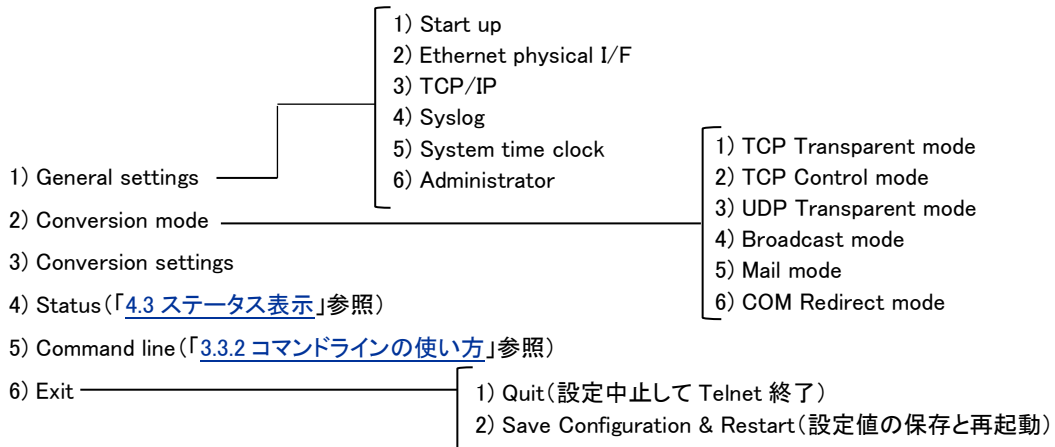 1) Start up
2) Ethernet physical I/F
3) TCP/IP
4) Syslog
5) System time clock
6) Administrator
1) TCP Transparent mode
2) TCP Control mode
3) UDP Transparent mode
4) Broadcast mode
5) Mail mode
6) COM Redirect mode
1) General settings
2) Conversion mode
3) Conversion settings
4) Status(「4.3 ステータス表示」参照)
5) Command line(「3.3.2 コマンドラインの使い方」参照)
6) Exit
1) Quit(設定中止して Telnet 終了)
2) Save Configuration & Restart(設定値の保存と再起動)